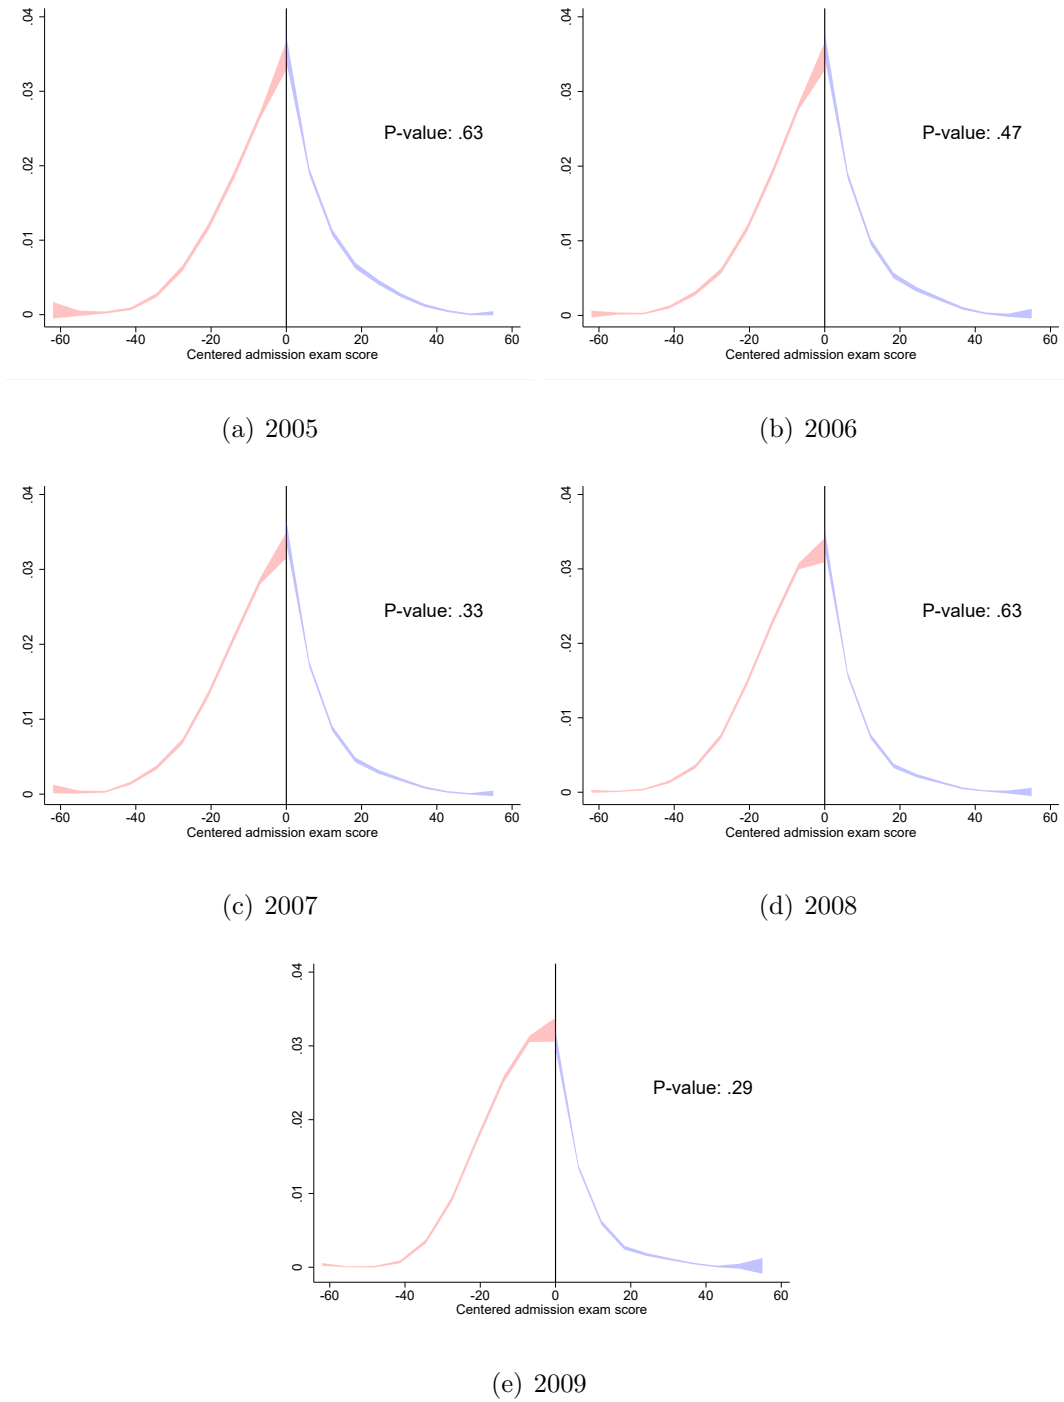 .04
.03
.02
.01
0
P-value: .63
-60 -40 -20 0 20 40 60
Centered admission exam score
(a) 2005
.04
.03
.02
.01
0
P-value: .47
-60 -40 -20 0 20 40 60
Centered admission exam score
(b) 2006
.04
.03
.02
.01
0
P-value: .33
-60 -40 -20 0 20 40 60
Centered admission exam score
(c) 2007
.04
.03
.02
.01
0
P-value: .63
-60 -40 -20 0 20 40 60
Centered admission exam score
(d) 2008
.04
.03
.02
.01
0
P-value: .29
-60 -40 -20 0 20 40 60
Centered admission exam score
(e) 2009